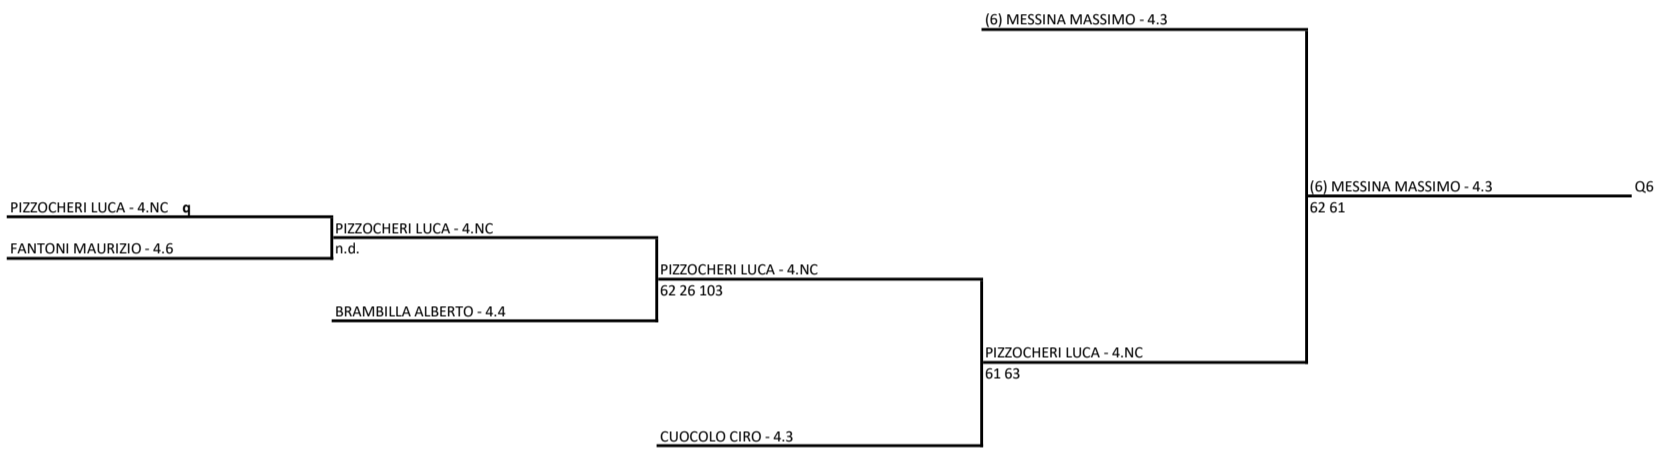 (6) MESSINA MASSIMO - 4.3
(6) MESSINA MASSIMO - 4.3
Q6
62 61
PIZZOCHERI LUCA - 4.NC q
PIZZOCHERI LUCA - 4.NC
FANTONI MAURIZIO - 4.6
n.d.
PIZZOCHERI LUCA - 4.NC
62 26 103
BRAMBILLA ALBERTO - 4.4
PIZZOCHERI LUCA - 4.NC
61 63
CUOCOLO CIRO - 4.3